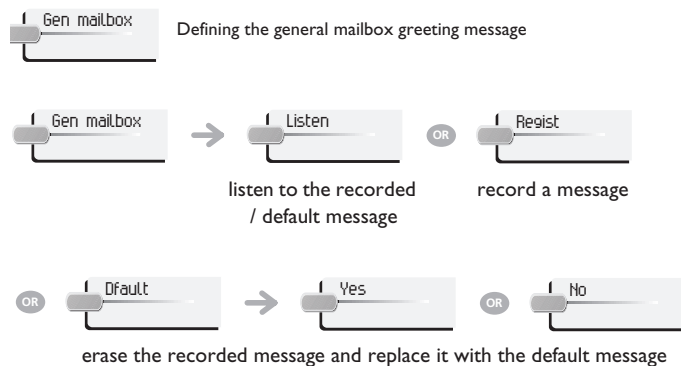 Gen mailbox
Defining the general mailbox greeting message
Gen mailbox
Listen
OR
Regist
listen to the recorded
/ default message
record a message
OR
Dfault
Yes
OR
No
erase the recorded message and replace it with the default message